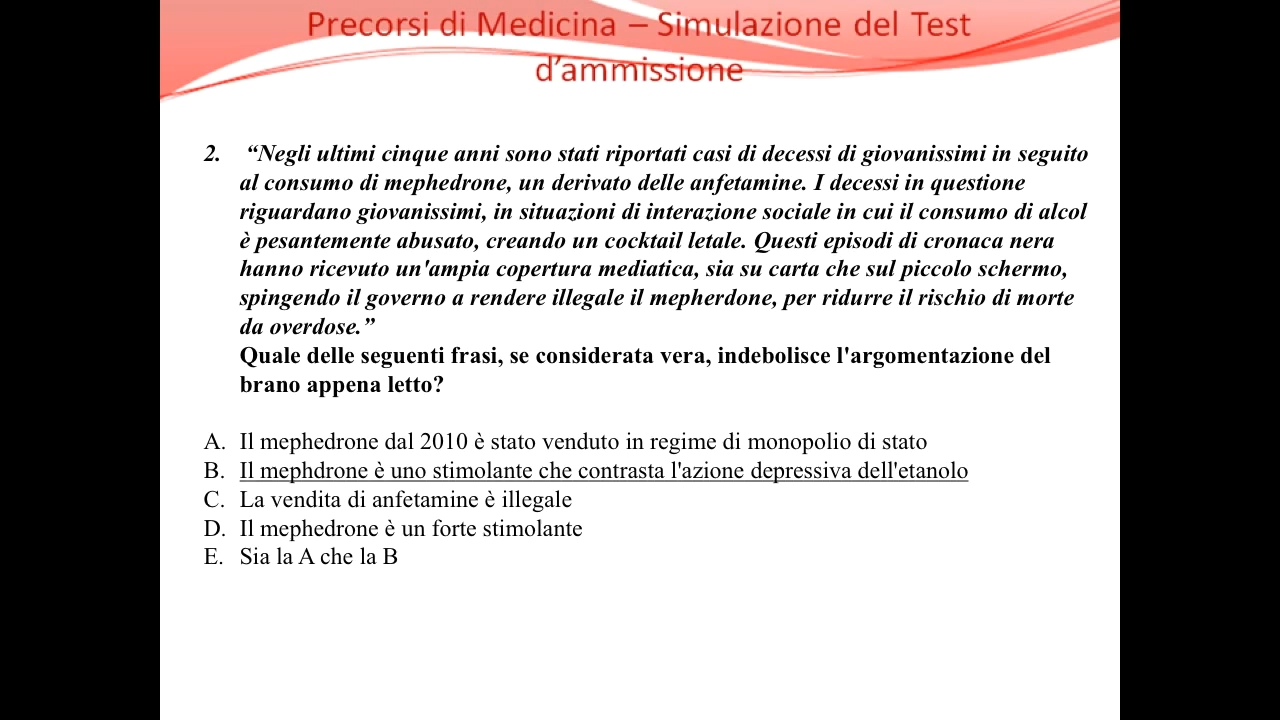 Precorsi di Medicina – Simulazione del Test
d’ammissione
2. “Negli ultimi cinque anni sono stati riportati casi di decessi di giovanissimi in seguito
al consumo di mephedrone, un derivato delle anfetamine. I decessi in questione
riguardano giovanissimi, in situazioni di interazione sociale in cui il consumo di alcol
è pesantemente abusato, creando un cocktail letale. Questi episodi di cronaca nera
hanno ricevuto un'ampia copertura mediatica, sia su carta che sul piccolo schermo,
spingendo il governo a rendere illegale il mepherdone, per ridurre il rischio di morte
da overdose.”
Quale delle seguenti frasi, se considerata vera, indebolisce l'argomentazione del
brano appena letto?
A. Il mephedrone dal 2010 è stato venduto in regime di monopolio di stato
B. Il mephdrone è uno stimolante che contrasta l'azione depressiva dell'etanolo
C. La vendita di anfetamine è illegale
D. Il mephedrone è un forte stimolante
E. Sia la A che la B